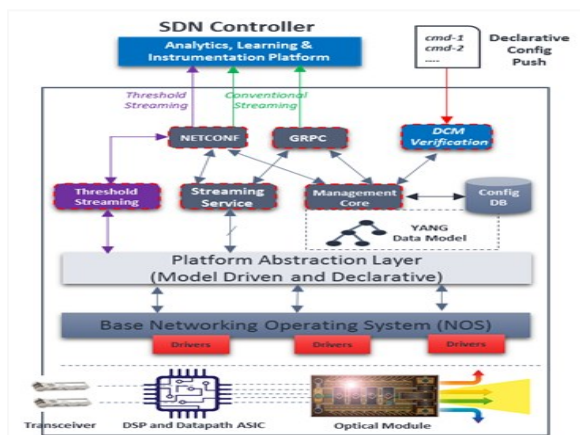 SDN Controller
Analytics, Learning &
Instrumentation Platform
cmd-1
cmd-2
....
Declarative
Config
Push
Threshold
Streaming
Conventional
Streaming
NETCONF
GRPC
DCM
Verification
Threshold
Streaming
Streaming
Service
Management
Core
Config
DB
YANG
Data Model
Platform Abstraction Layer
(Model Driven and Declarative)
Base Networking Operating System (NOS)
Drivers
Drivers
Drivers
Transceiver
DSP and Datapath ASIC
Optical Module